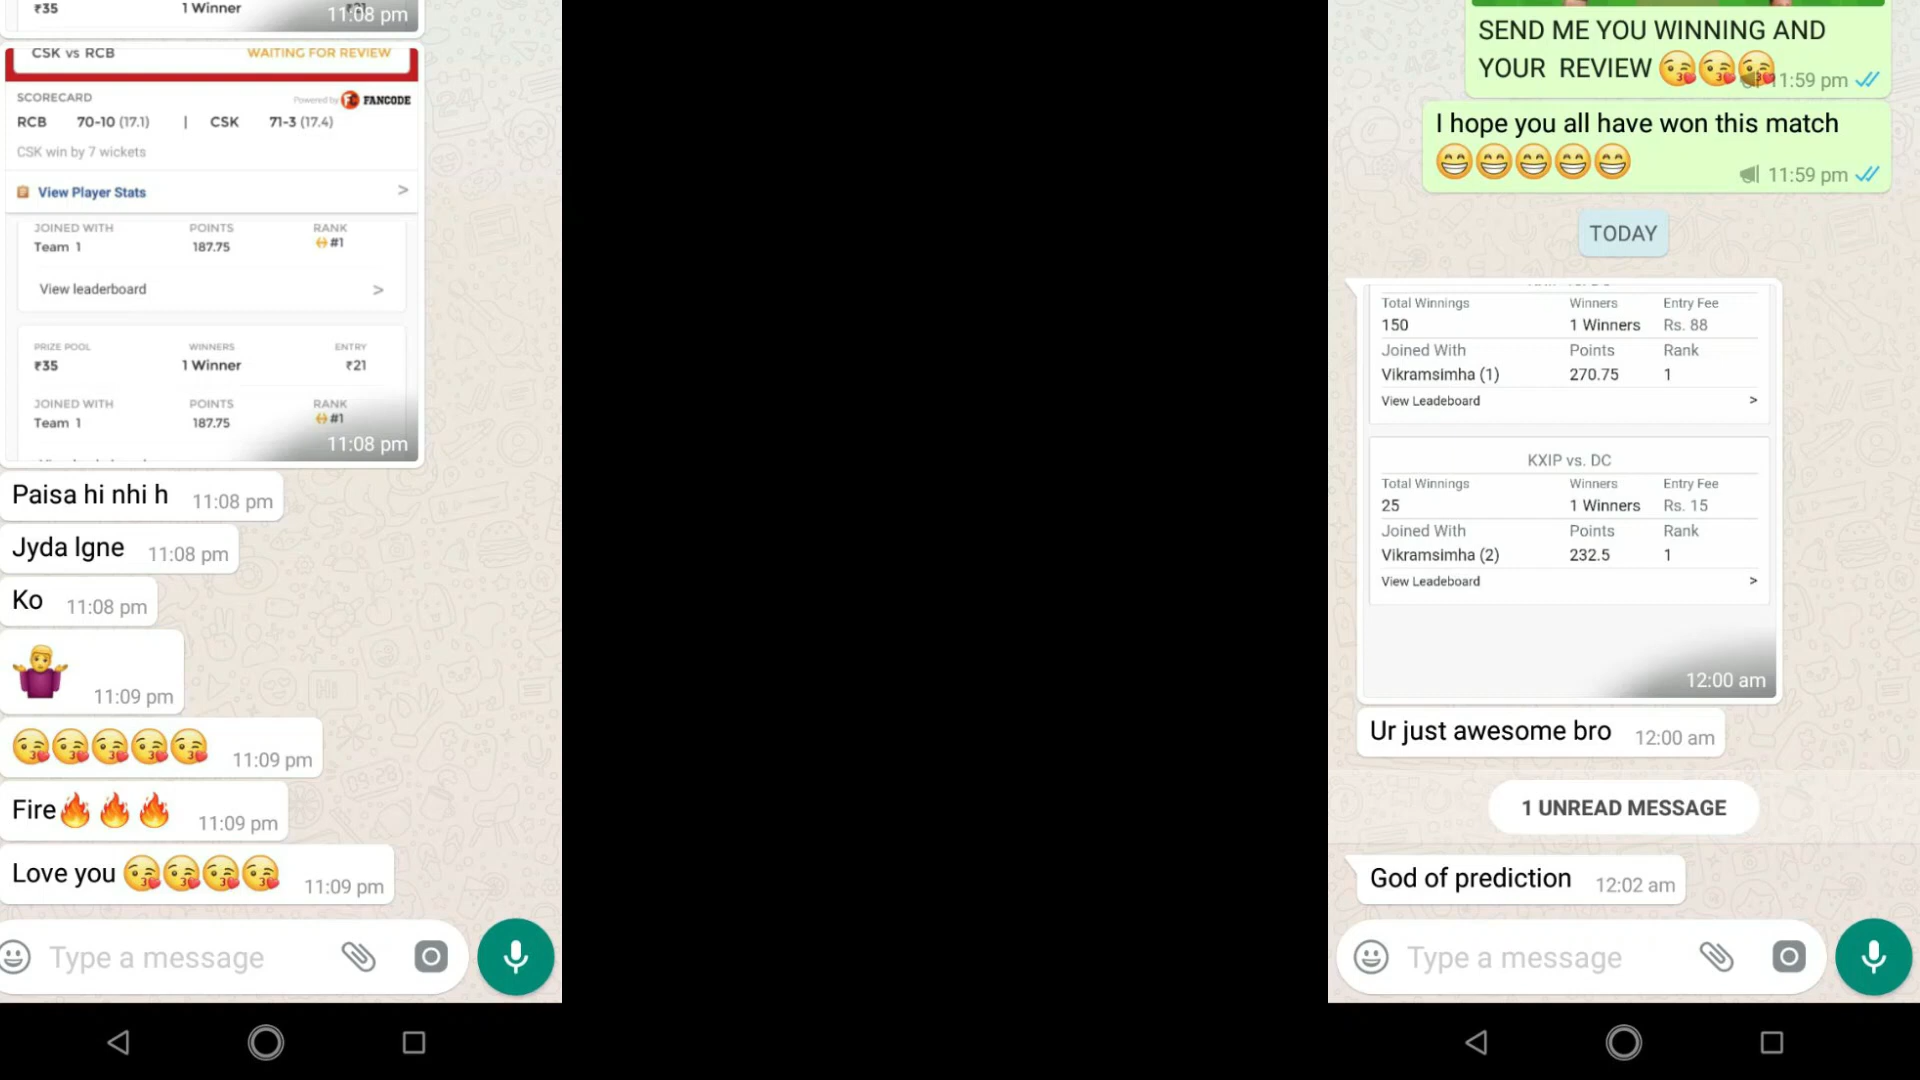 ₹35 1 Winner ₹21
11:08 pm
CSK vs RCB WAITING FOR REVIEW
SCORECARD Powered by FC FANCODE
RCB 70-10 (17.1) | CSK 71-3 (17.4)
CSK win by 7 wickets
View Player Stats >
JOINED WITH POINTS RANK
Team 1 187.75 #1
View leaderboard >
PRIZE POOL WINNERS ENTRY
₹35 1 Winner ₹21
JOINED WITH POINTS RANK
Team 1 187.75 #1
11:08 pm
Paisa hi nhi h 11:08 pm
Jyda lgne 11:08 pm
Ko 11:08 pm
🤷 11:09 pm
😘😘😘😘😘 11:09 pm
Fire🔥🔥🔥 11:09 pm
Love you 😘😘😘😘 11:09 pm
Type a message
SEND ME YOU WINNING AND
YOUR REVIEW 😘😘😘 11:59 pm
I hope you all have won this match
😁😁😁😁😁 11:59 pm
TODAY
Total Winnings Winners Entry Fee
150 1 Winners Rs. 88
Joined With Points Rank
Vikramsimha (1) 270.75 1
View Leadeboard >
KXIP vs. DC
Total Winnings Winners Entry Fee
25 1 Winners Rs. 15
Joined With Points Rank
Vikramsimha (2) 232.5 1
View Leadeboard >
12:00 am
Ur just awesome bro 12:00 am
1 UNREAD MESSAGE
God of prediction 12:02 am
Type a message